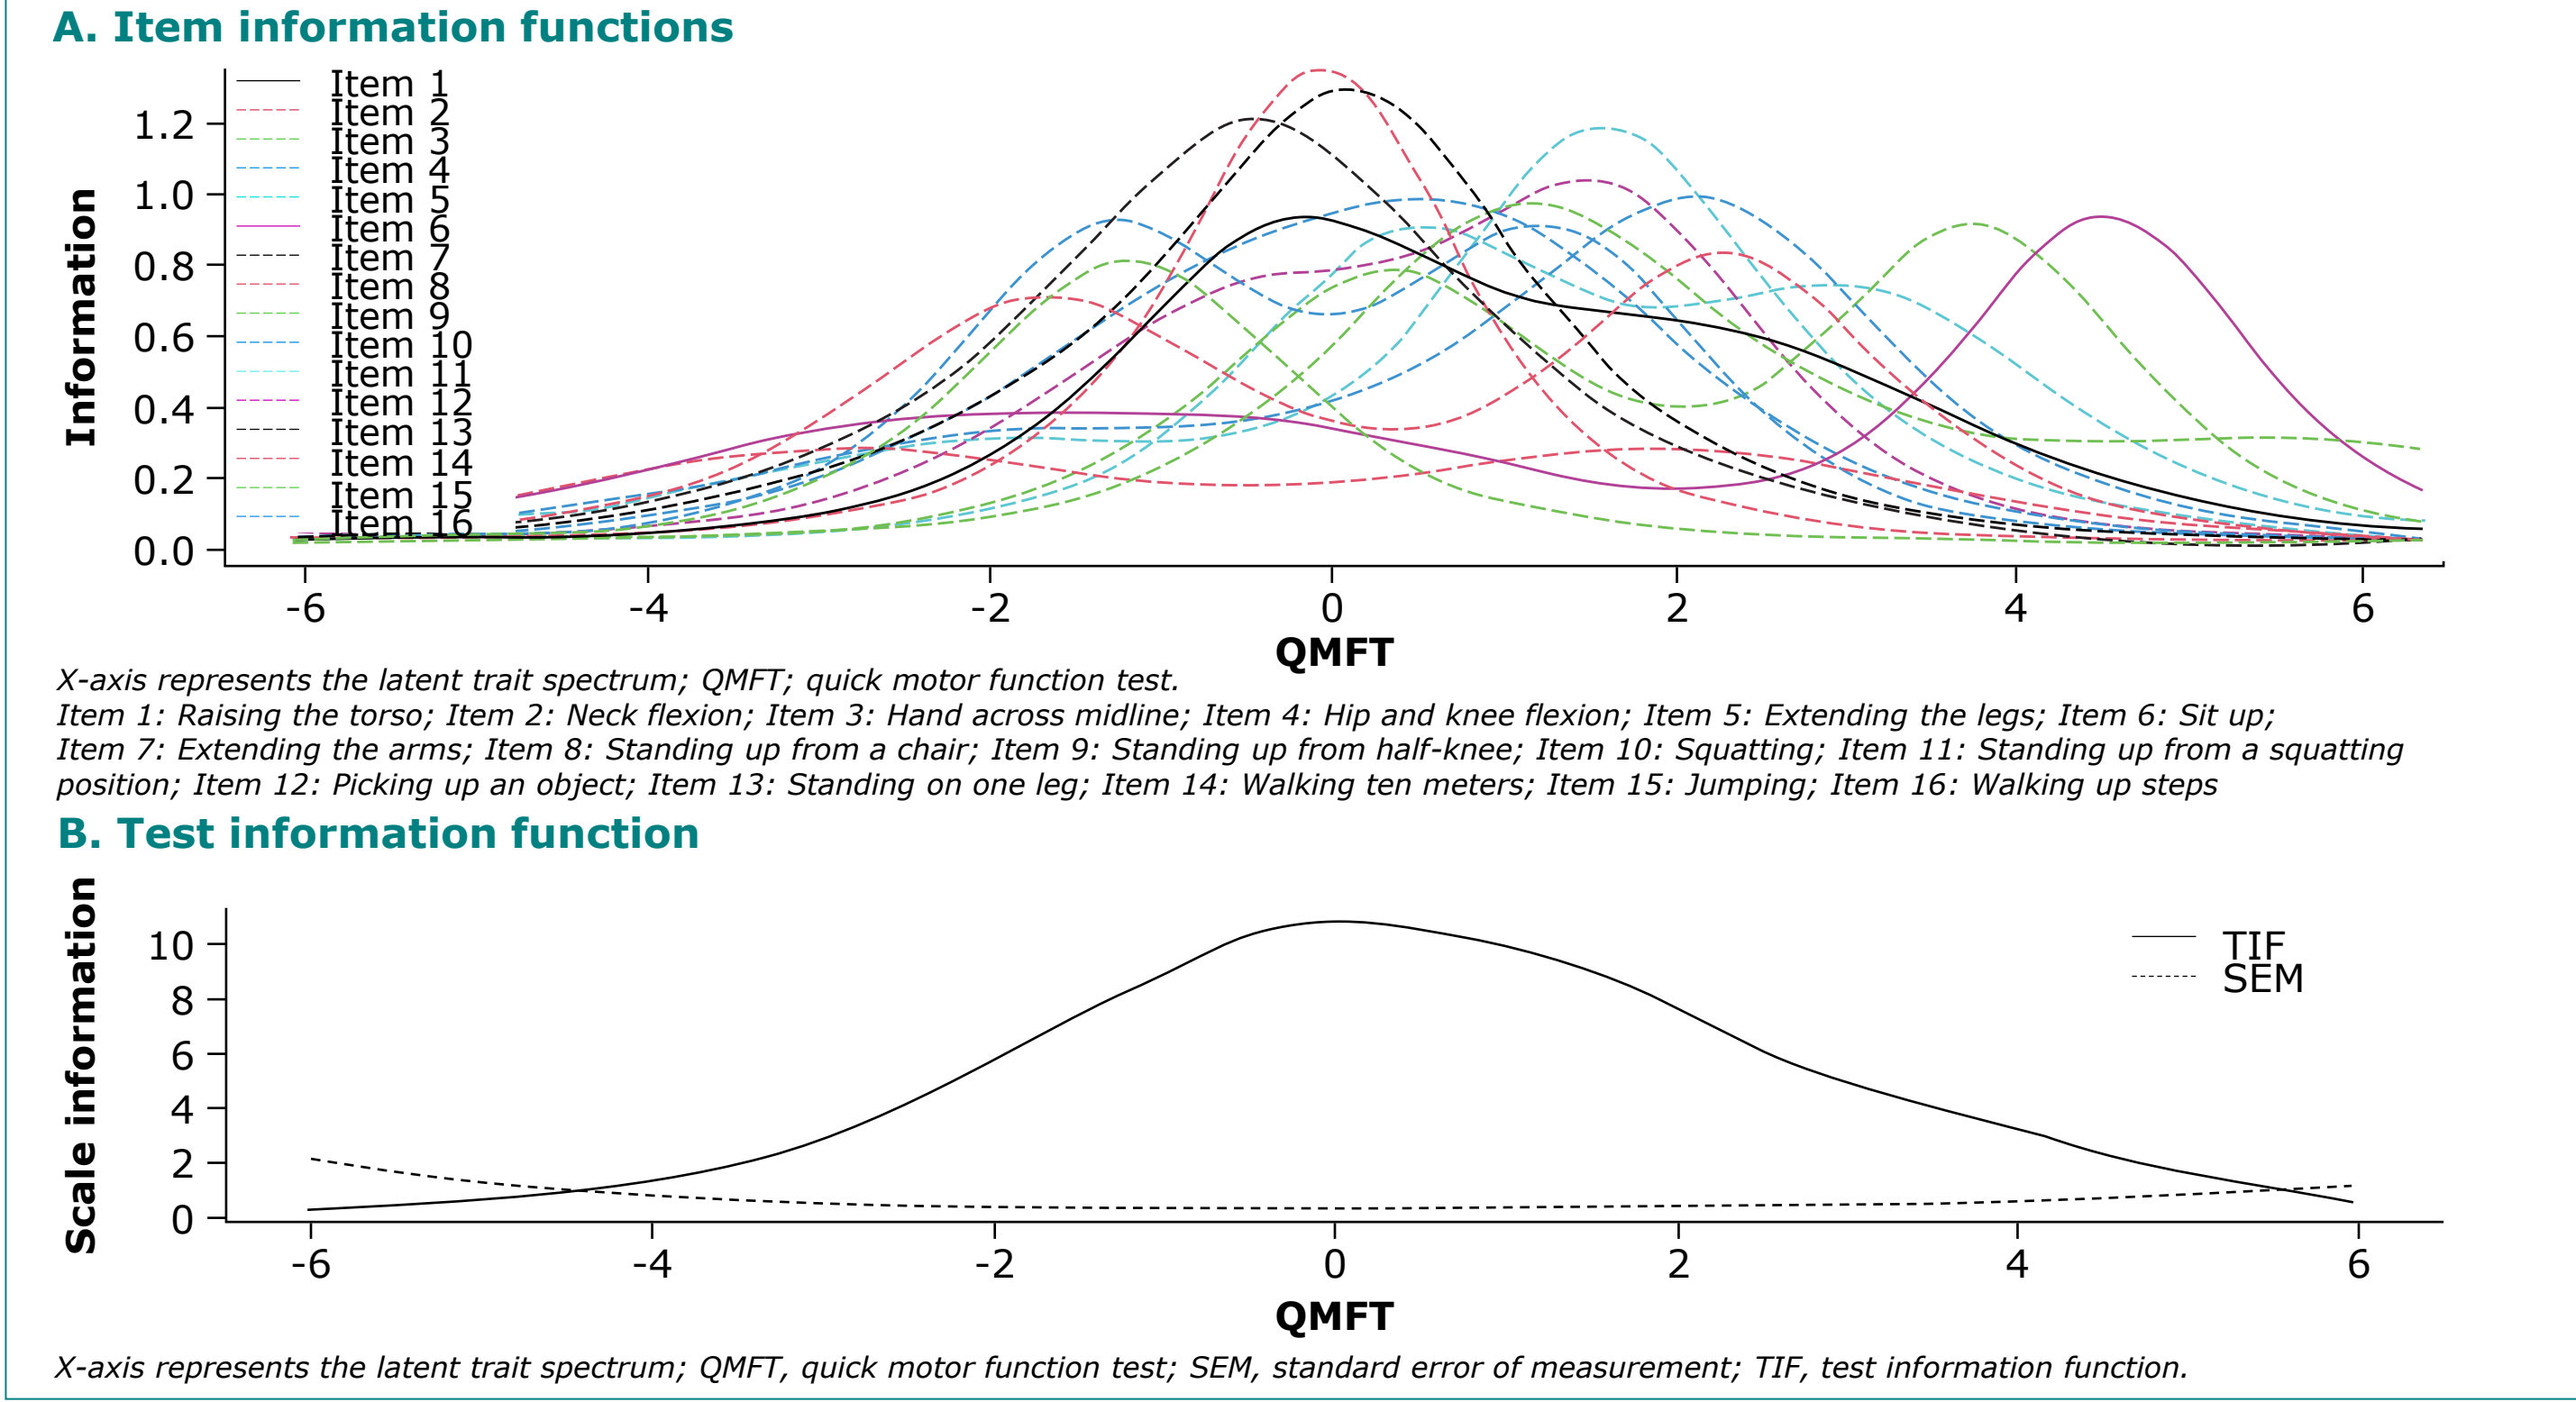 A. Item information functions
Item 1
Item 2
Item 3
Item 4
Item 5
Item 6
Item 7
Item 8
Item 9
Item 10
Item 11
Item 12
Item 13
Item 14
Item 15
Item 16
Information
1.2
1.0
0.8
0.6
0.4
0.2
0.0
-6 -4 -2 0 2 4 6
QMFT
X-axis represents the latent trait spectrum; QMFT; quick motor function test.
Item 1: Raising the torso; Item 2: Neck flexion; Item 3: Hand across midline; Item 4: Hip and knee flexion; Item 5: Extending the legs; Item 6: Sit up;
Item 7: Extending the arms; Item 8: Standing up from a chair; Item 9: Standing up from half-knee; Item 10: Squatting; Item 11: Standing up from a squatting
position; Item 12: Picking up an object; Item 13: Standing on one leg; Item 14: Walking ten meters; Item 15: Jumping; Item 16: Walking up steps
B. Test information function
Scale information
10
8
6
4
2
0
TIF
SEM
-6 -4 -2 0 2 4 6
QMFT
X-axis represents the latent trait spectrum; QMFT, quick motor function test; SEM, standard error of measurement; TIF, test information function.